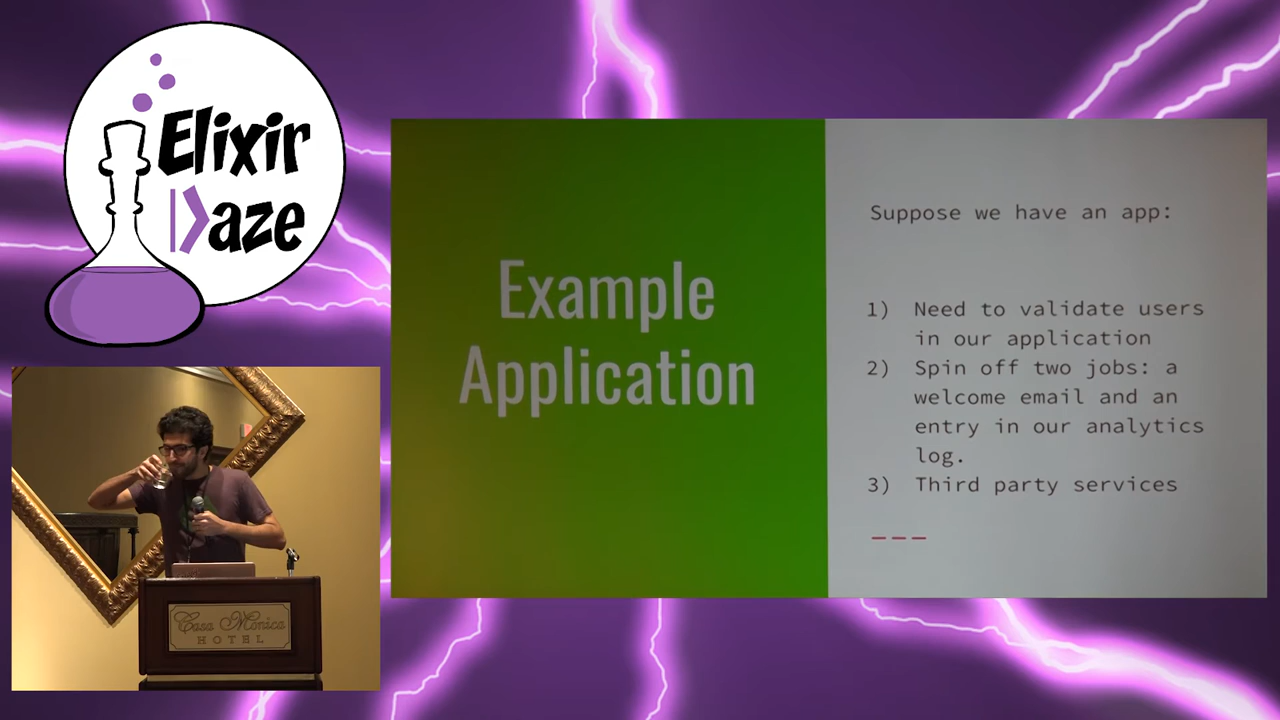 Elixir
Daze
Example
Application
Suppose we have an app:
1) Need to validate users
in our application
2) Spin off two jobs: a
welcome email and an
entry in our analytics
log.
3) Third party services
Casa Monica
HOTEL